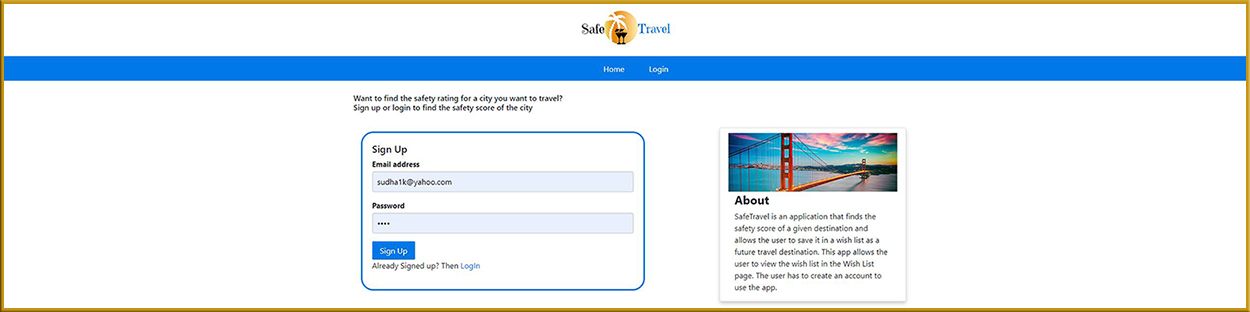 Safe Travel
Home Login
Want to find the safety rating for a city you want to travel?
Sign up or login to find the safety score of the city
Sign Up
Email address
sudha1k@yahoo.com
Password
••••
Sign Up
Already Signed up? Then LogIn
About
SafeTravel is an application that finds the
safety score of a given destination and
allows the user to save it in a wish list as a
future travel destination. This app allows the
user to view the wish list in the Wish List
page. The user has to create an account to
use the app.